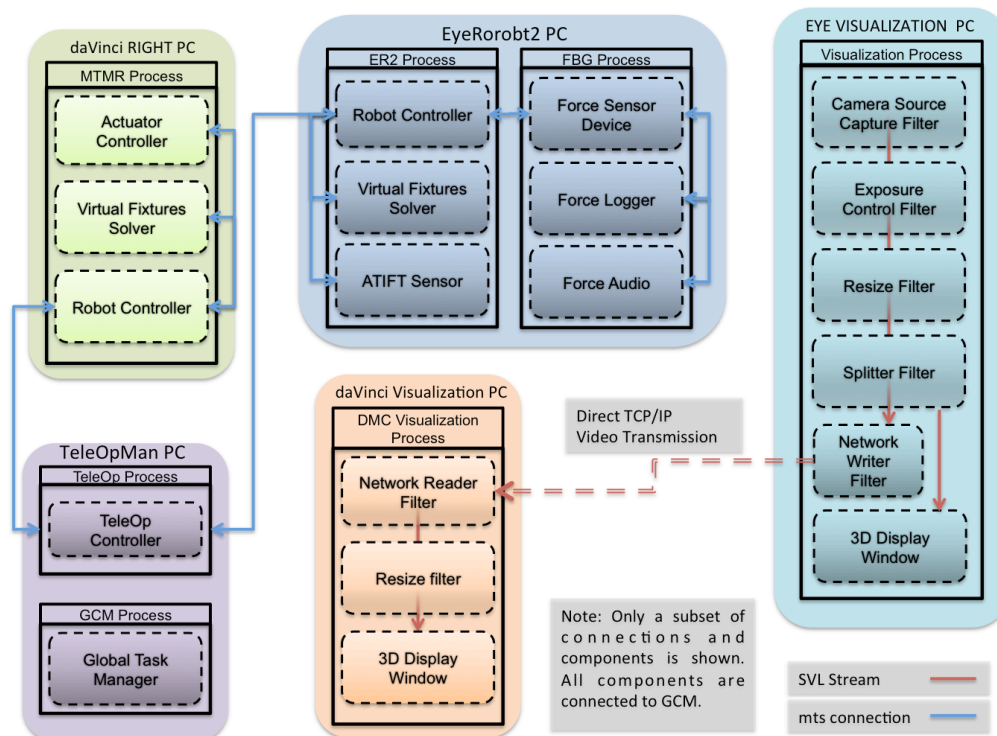 daVinci RIGHT PC
MTMR Process
Actuator
Controller
Virtual Fixtures
Solver
Robot Controller
EyeRorobt2 PC
ER2 Process
Robot Controller
Virtual Fixtures
Solver
ATIFT Sensor
FBG Process
Force Sensor
Device
Force Logger
Force Audio
EYE VISUALIZATION PC
Visualization Process
Camera Source
Capture Filter
Exposure
Control Filter
Resize Filter
Splitter Filter
Network
Writer
Filter
3D Display
Window
TeleOpMan PC
TeleOp Process
TeleOp
Controller
GCM Process
Global Task
Manager
daVinci Visualization PC
DMC Visualization
Process
Network Reader
Filter
Resize filter
3D Display
Window
Direct TCP/IP
Video Transmission
Note: Only a subset of
connections and
components is shown.
All components are
connected to GCM.
SVL Stream
mts connection